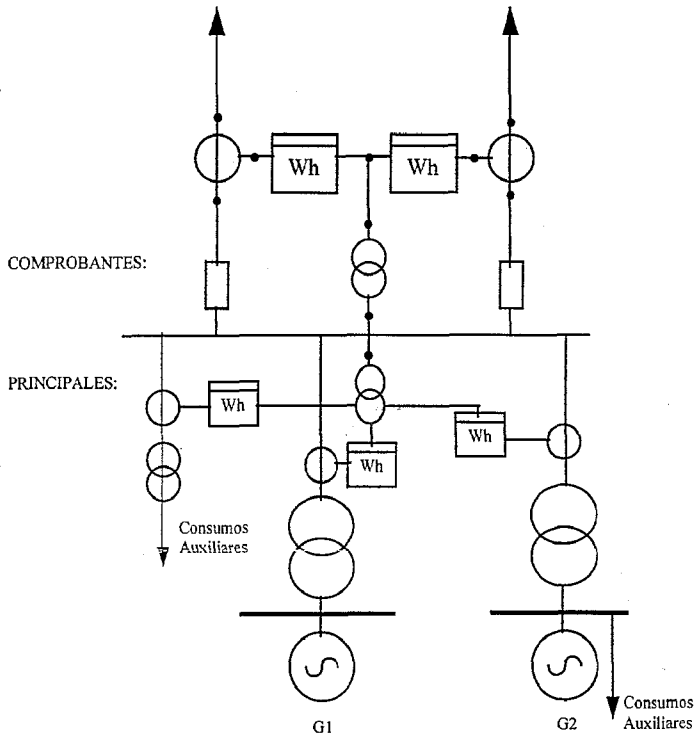 Wh
Wh
COMPROBANTES:
PRINCIPALES:
Wh
Wh
Wh
Consumos
Auxiliares
G1
G2
Consumos
Auxiliares